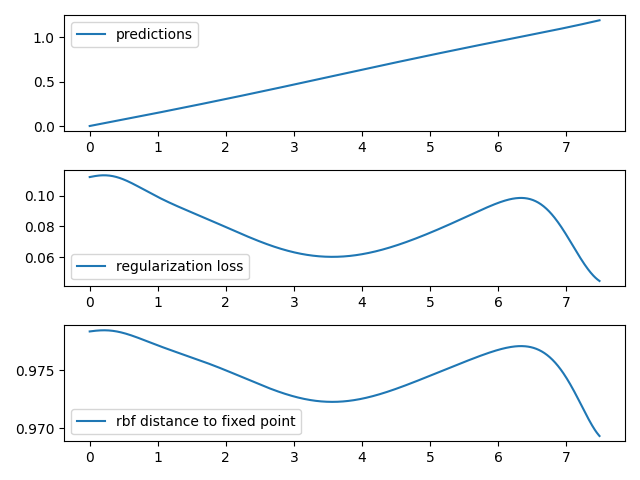 predictions
1.0
0.5
0.0
0 1 2 3 4 5 6 7
0.10
0.08
0.06
regularization loss
0 1 2 3 4 5 6 7
0.975
0.970
rbf distance to fixed point
0 1 2 3 4 5 6 7